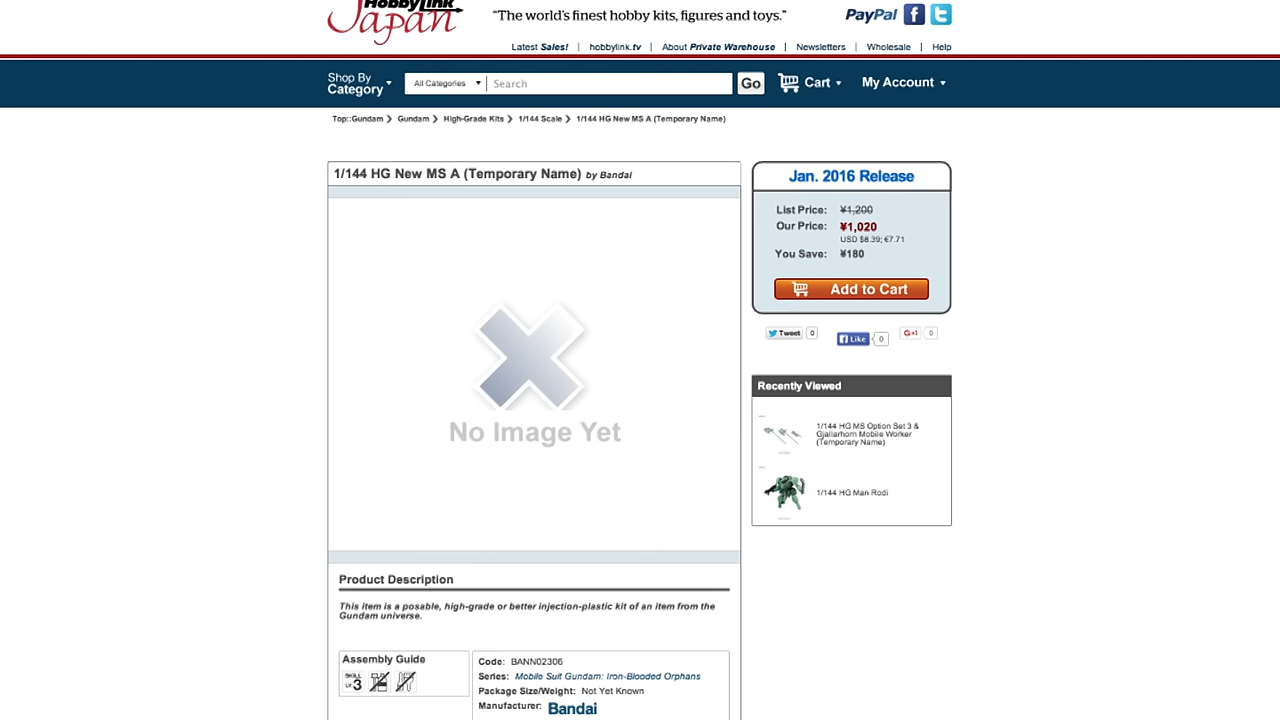 HobbyLink
Japan
"The world's finest hobby kits, figures and toys."
PayPal
Latest Sales! | hobbylink.tv | About Private Warehouse | Newsletters | Wholesale | Help
Shop By
Category
All Categories
Search
Go
Cart
My Account
Top::Gundam ❯ Gundam ❯ High-Grade Kits ❯ 1/144 Scale ❯ 1/144 HG New MS A (Temporary Name)
1/144 HG New MS A (Temporary Name) by Bandai
No Image Yet
Product Description
This item is a posable, high-grade or better injection-plastic kit of an item from the
Gundam universe.
Assembly Guide
SKILL
LV 3
Code: BANN02306
Series: Mobile Suit Gundam: Iron-Blooded Orphans
Package Size/Weight: Not Yet Known
Manufacturer: Bandai
Jan. 2016 Release
List Price: ¥1,200
Our Price: ¥1,020
USD $8.39; €7.71
You Save: ¥180
Add to Cart
Tweet 0
Like 0
G+1 0
Recently Viewed
1/144 HG MS Option Set 3 &
Gjallarhorn Mobile Worker
(Temporary Name)
1/144 HG Man Rodi